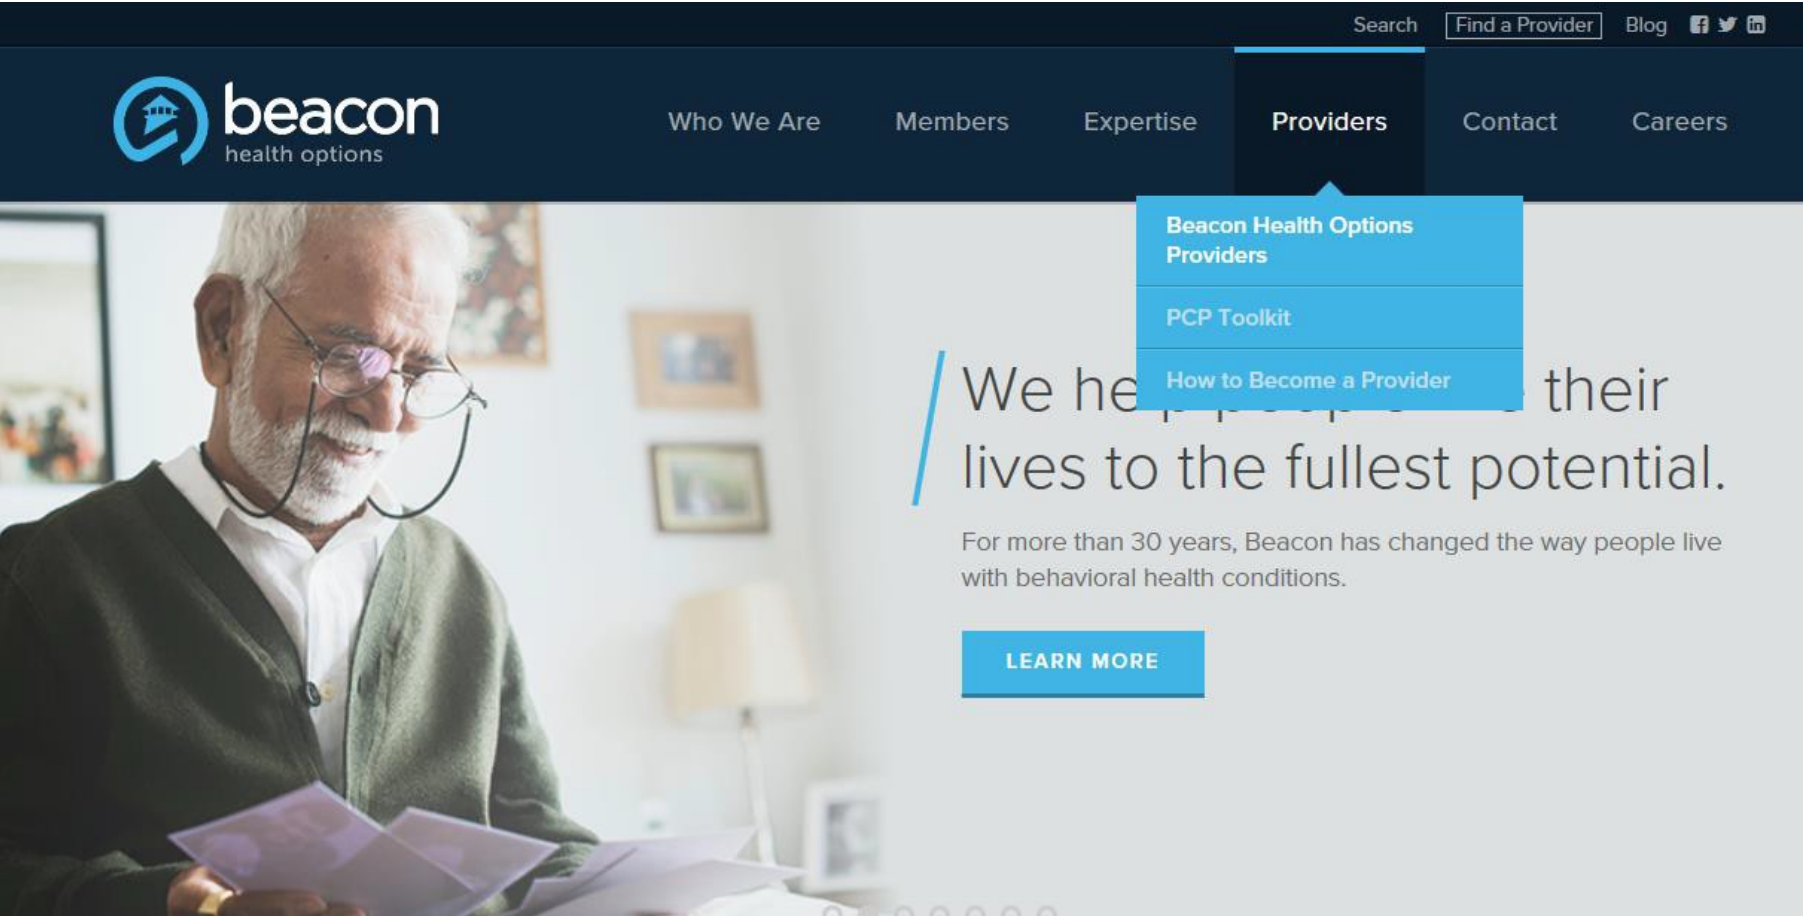 Search Find a Provider Blog
beacon
health options
Who We Are Members Expertise Providers Contact Careers
Beacon Health Options
Providers
PCP Toolkit
How to Become a Provider
We their
lives to the fullest potential.
For more than 30 years, Beacon has changed the way people live
with behavioral health conditions.
LEARN MORE